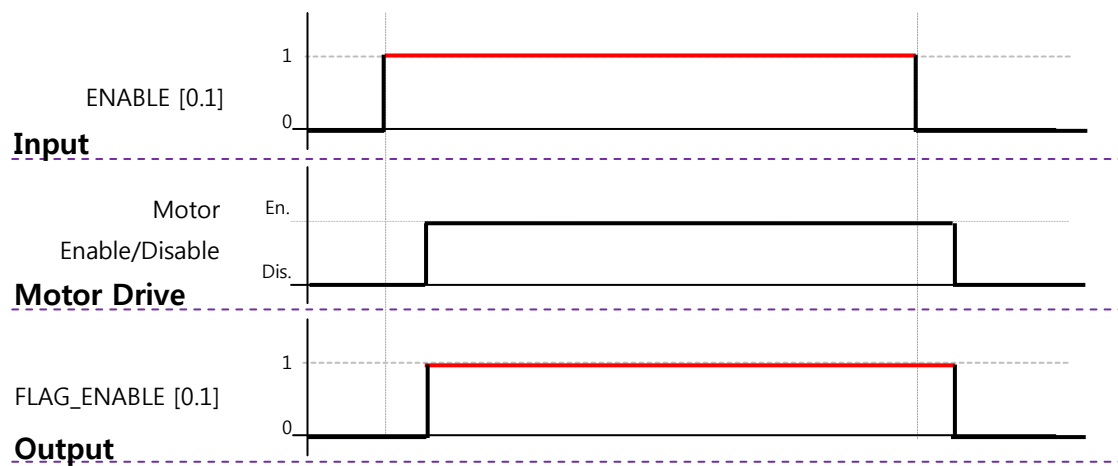 1
ENABLE [0.1]
0
Input
Motor
En.
Enable/Disable
Dis.
Motor Drive
1
FLAG_ENABLE [0.1]
0
Output